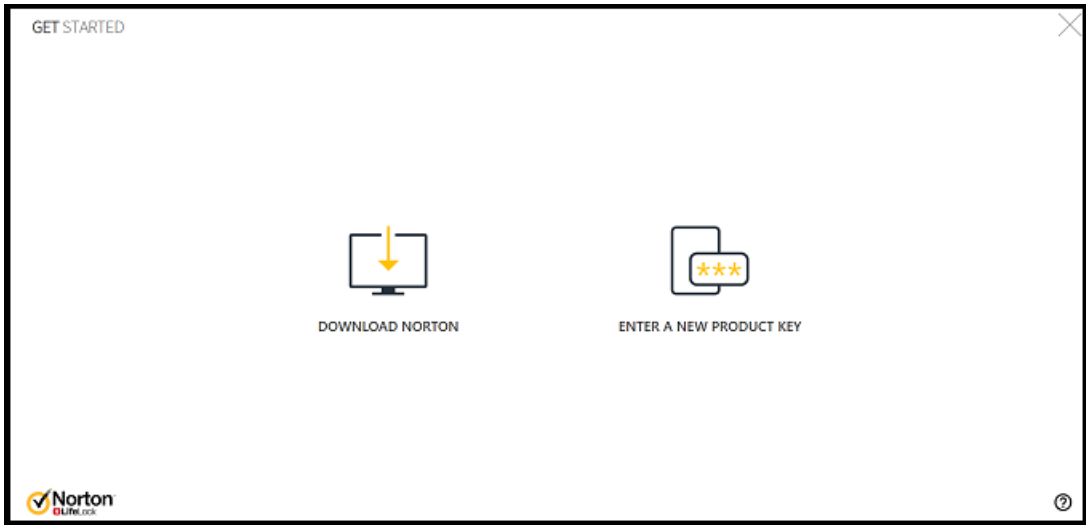 GET STARTED
DOWNLOAD NORTON
ENTER A NEW PRODUCT KEY
***
Norton
LifeLock